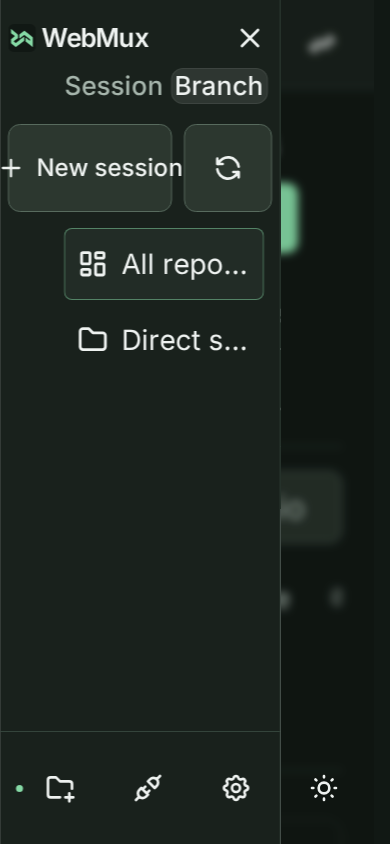 WebMux
Session Branch
+ New session
All repo...
Direct s...